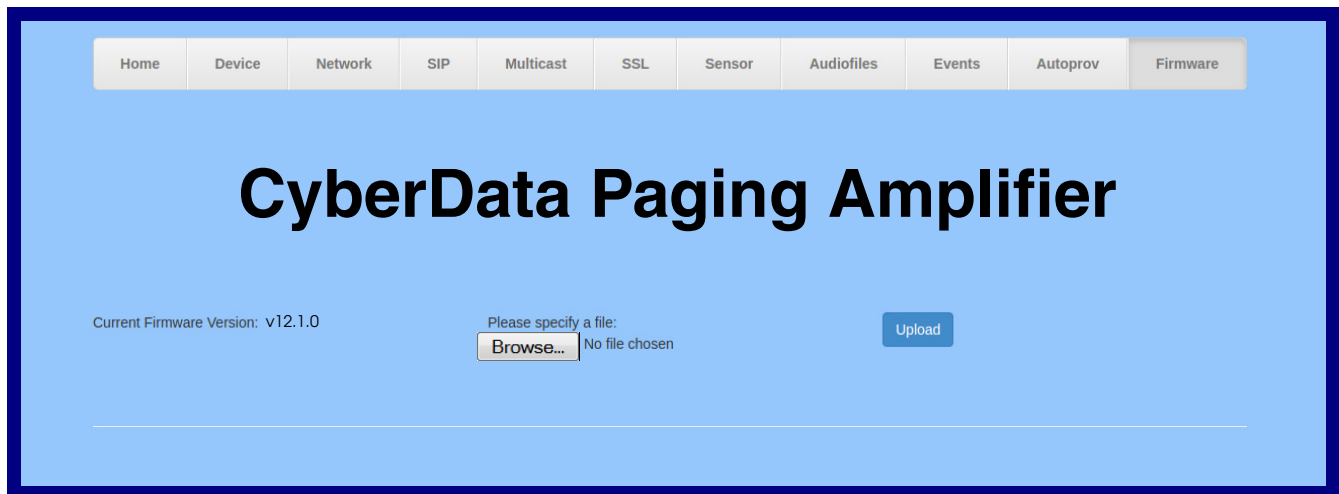 Home Device Network SIP Multicast SSL Sensor Audiofiles Events Autoprov Firmware
CyberData Paging Amplifier
Current Firmware Version: v12.1.0
Please specify a file:
Browse... No file chosen
Upload